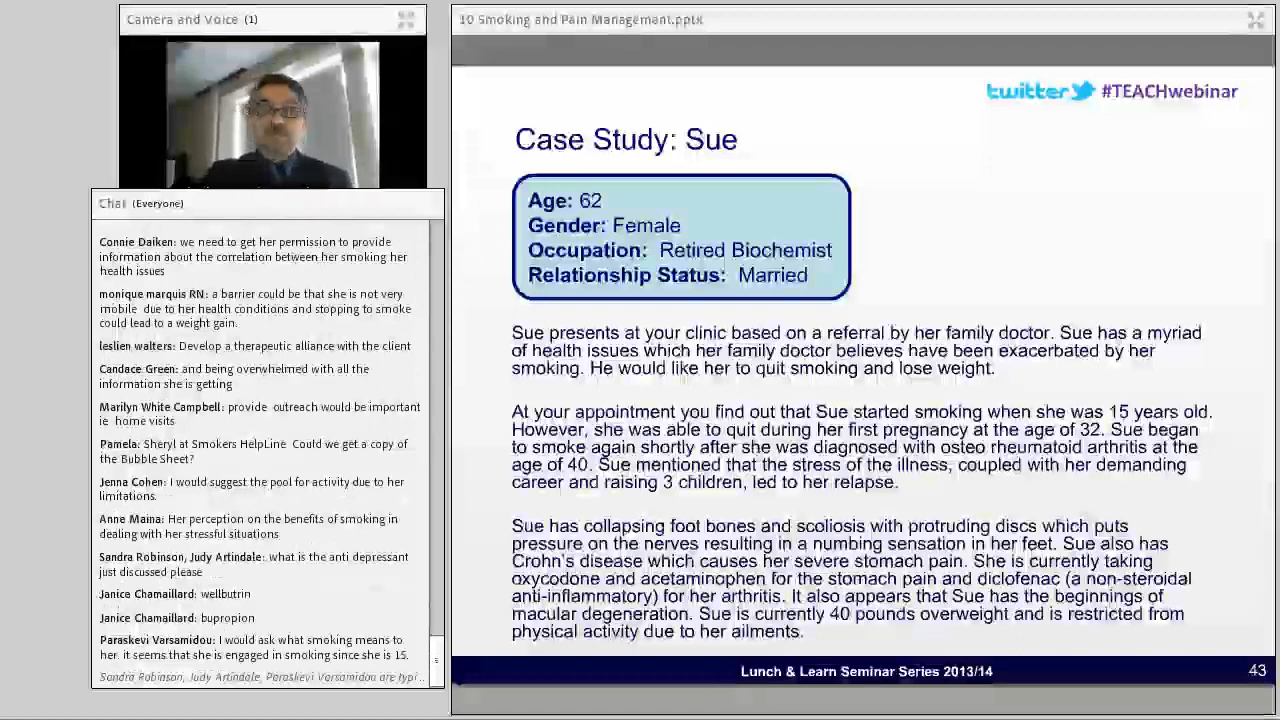 Camera and Voice (1)
Chat (Everyone)
Connie Daiken: we need to get her permission to provide
information about the correlation between her smoking her
health issues
monique marquis RN: a barrier could be that she is not very
mobile due to her health conditions and stopping to smoke
could lead to a weight gain.
leslien walters: Develop a therapeutic alliance with the client
Candace Green: and being overwhelmed with all the
information she is getting
Marilyn White Campbell: provide outreach would be important
ie home visits
Pamela: Sheryl at Smokers HelpLine Could we get a copy of
the Bubble Sheet?
Jenna Cohen: I would suggest the pool for activity due to her
limitations.
Anne Maina: Her perception on the benefits of smoking in
dealing with her stressful situations
Sandra Robinson, Judy Artindale: what is the anti depressant
just discussed please
Janice Chamaillard: wellbutrin
Janice Chamaillard: bupropion
Paraskevi Varsamidou: I would ask what smoking means to
her. it seems that she is engaged in smoking since she is 15.
Sandra Robinson, Judy Artindale, Paraskevi Varsamidou are typi...
10 Smoking and Pain Management.pptx
twitter #TEACHwebinar
Case Study: Sue
Age: 62
Gender: Female
Occupation: Retired Biochemist
Relationship Status: Married
Sue presents at your clinic based on a referral by her family doctor. Sue has a myriad
of health issues which her family doctor believes have been exacerbated by her
smoking. He would like her to quit smoking and lose weight.
At your appointment you find out that Sue started smoking when she was 15 years old.
However, she was able to quit during her first pregnancy at the age of 32. Sue began
to smoke again shortly after she was diagnosed with osteo rheumatoid arthritis at the
age of 40. Sue mentioned that the stress of the illness, coupled with her demanding
career and raising 3 children, led to her relapse.
Sue has collapsing foot bones and scoliosis with protruding discs which puts
pressure on the nerves resulting in a numbing sensation in her feet. Sue also has
Crohn's disease which causes her severe stomach pain. She is currently taking
oxycodone and acetaminophen for the stomach pain and diclofenac (a non-steroidal
anti-inflammatory) for her arthritis. It also appears that Sue has the beginnings of
macular degeneration. Sue is currently 40 pounds overweight and is restricted from
physical activity due to her ailments.
Lunch & Learn Seminar Series 2013/14
43